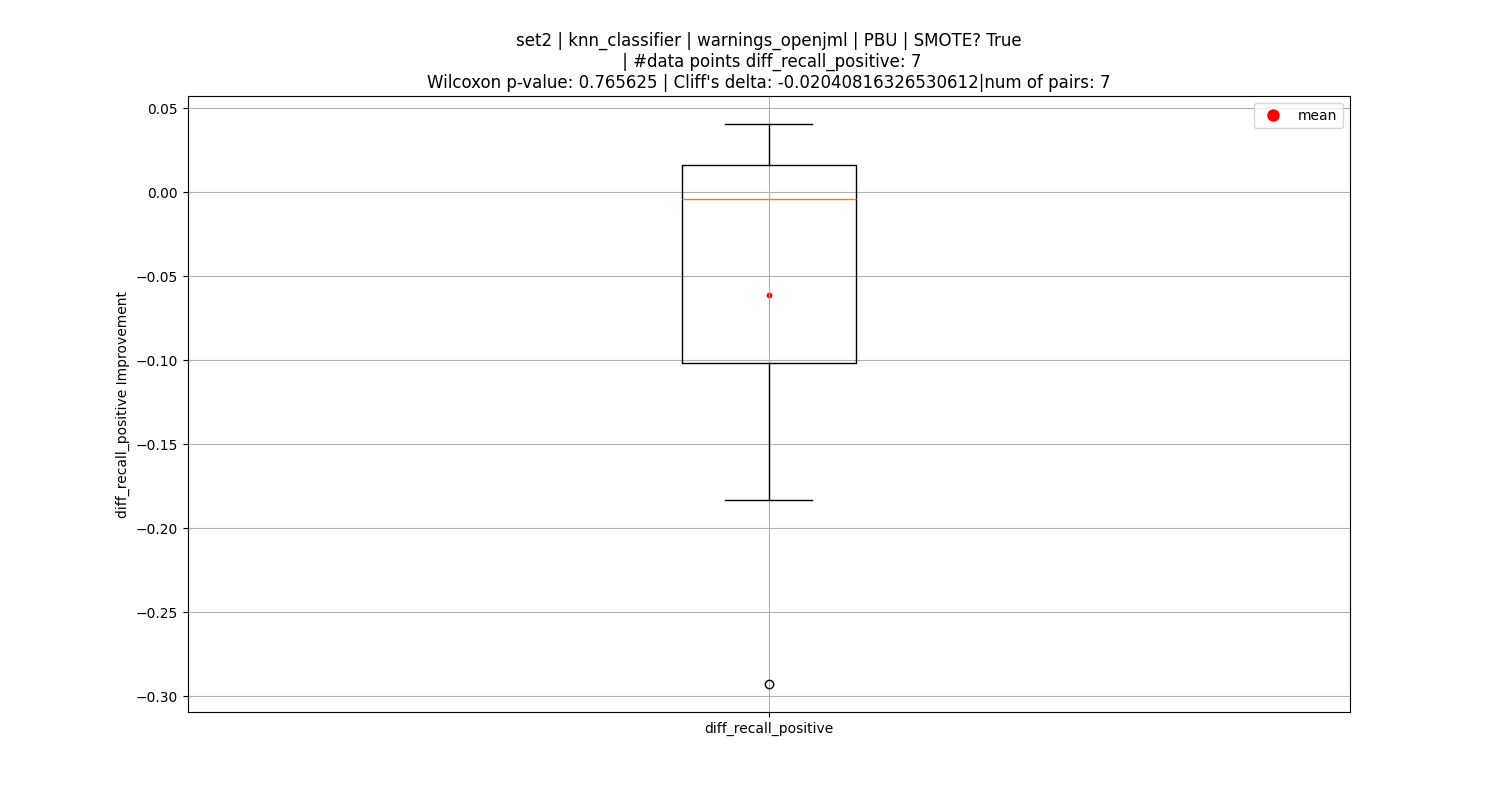 set2 | knn_classifier | warnings_openjml | PBU | SMOTE? True
| #data points diff_recall_positive: 7
Wilcoxon p-value: 0.765625 | Cliff's delta: -0.02040816326530612|num of pairs: 7
mean
0.05
0.00
−0.05
−0.10
−0.15
−0.20
−0.25
−0.30
diff_recall_positive Improvement
diff_recall_positive